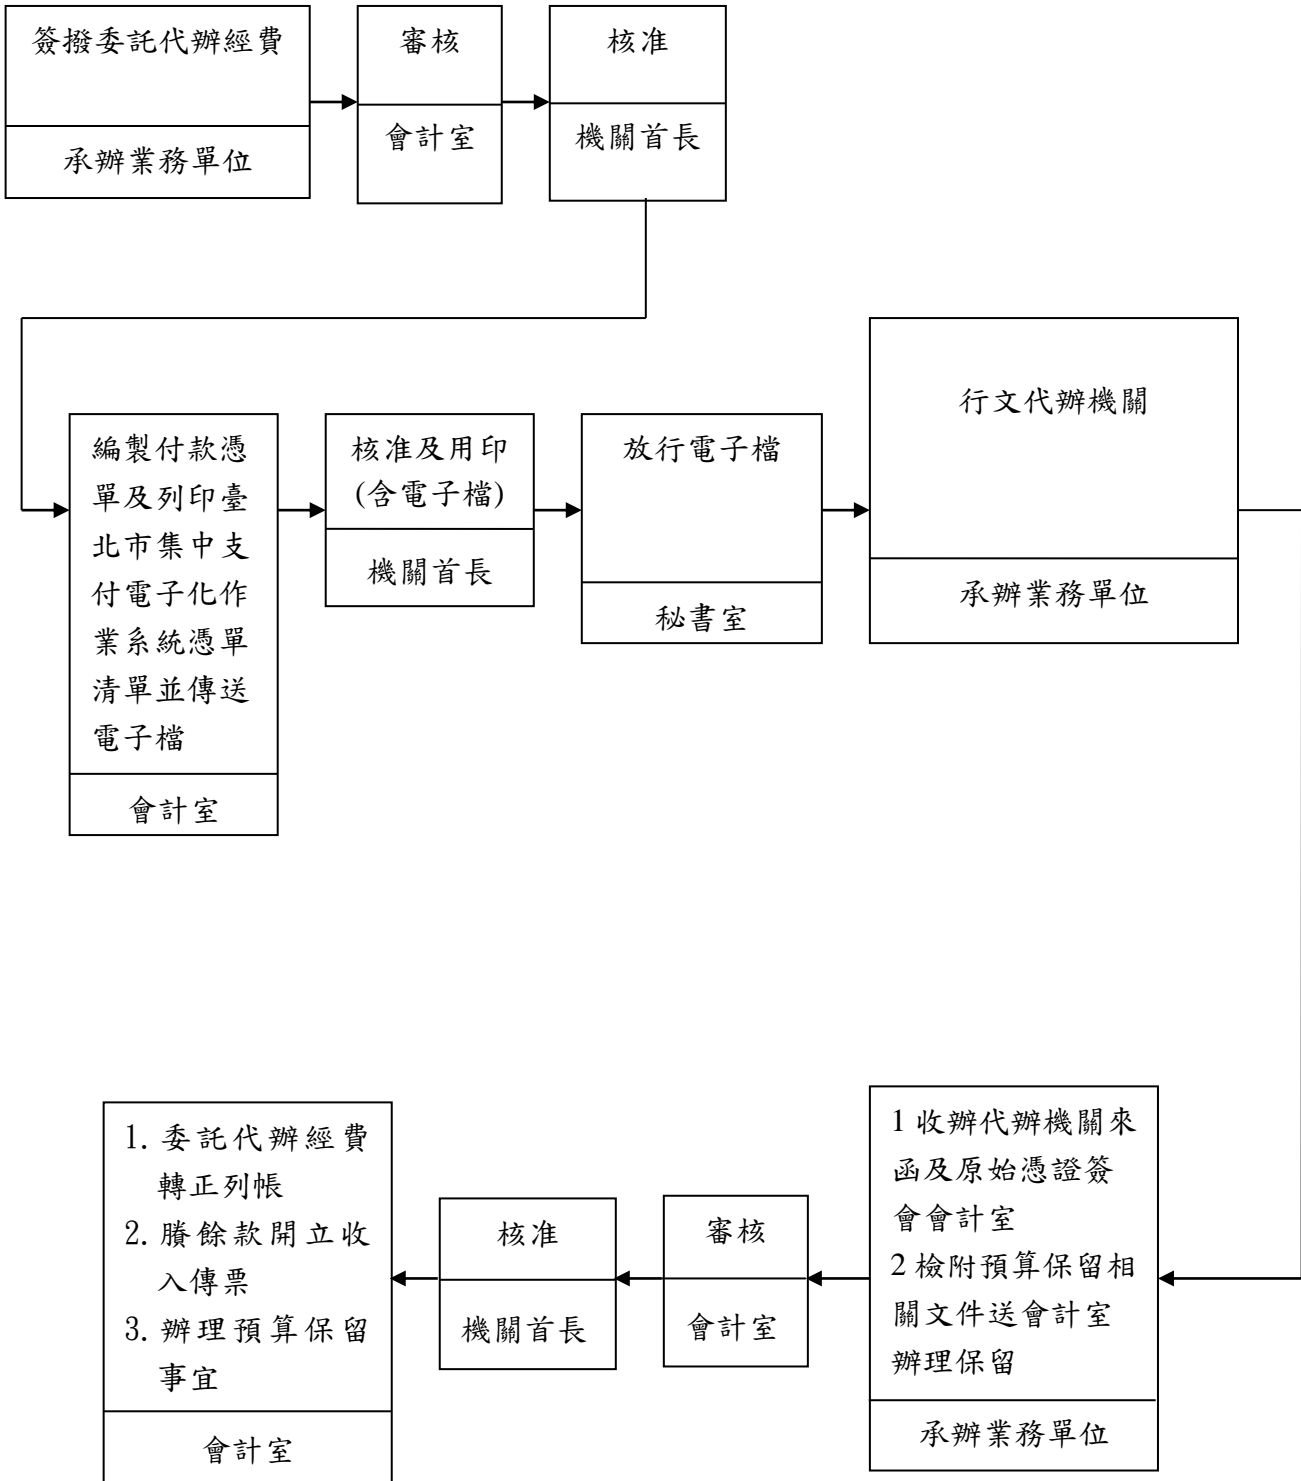 簽撥委託代辦經費
承辦業務單位
審核
會計室
核准
機關首長
編製付款憑
單及列印臺
北市集中支
付電子化作
業系統憑單
清單並傳送
電子檔
會計室
核准及用印
(含電子檔)
機關首長
放行電子檔
秘書室
行文代辦機關
承辦業務單位
1 收辦代辦機關來
函及原始憑證簽
會會計室
2 檢附預算保留相
關文件送會計室
辦理保留
承辦業務單位
審核
會計室
核准
機關首長
1. 委託代辦經費
轉正列帳
2. 賸餘款開立收
入傳票
3. 辦理預算保留
事宜
會計室